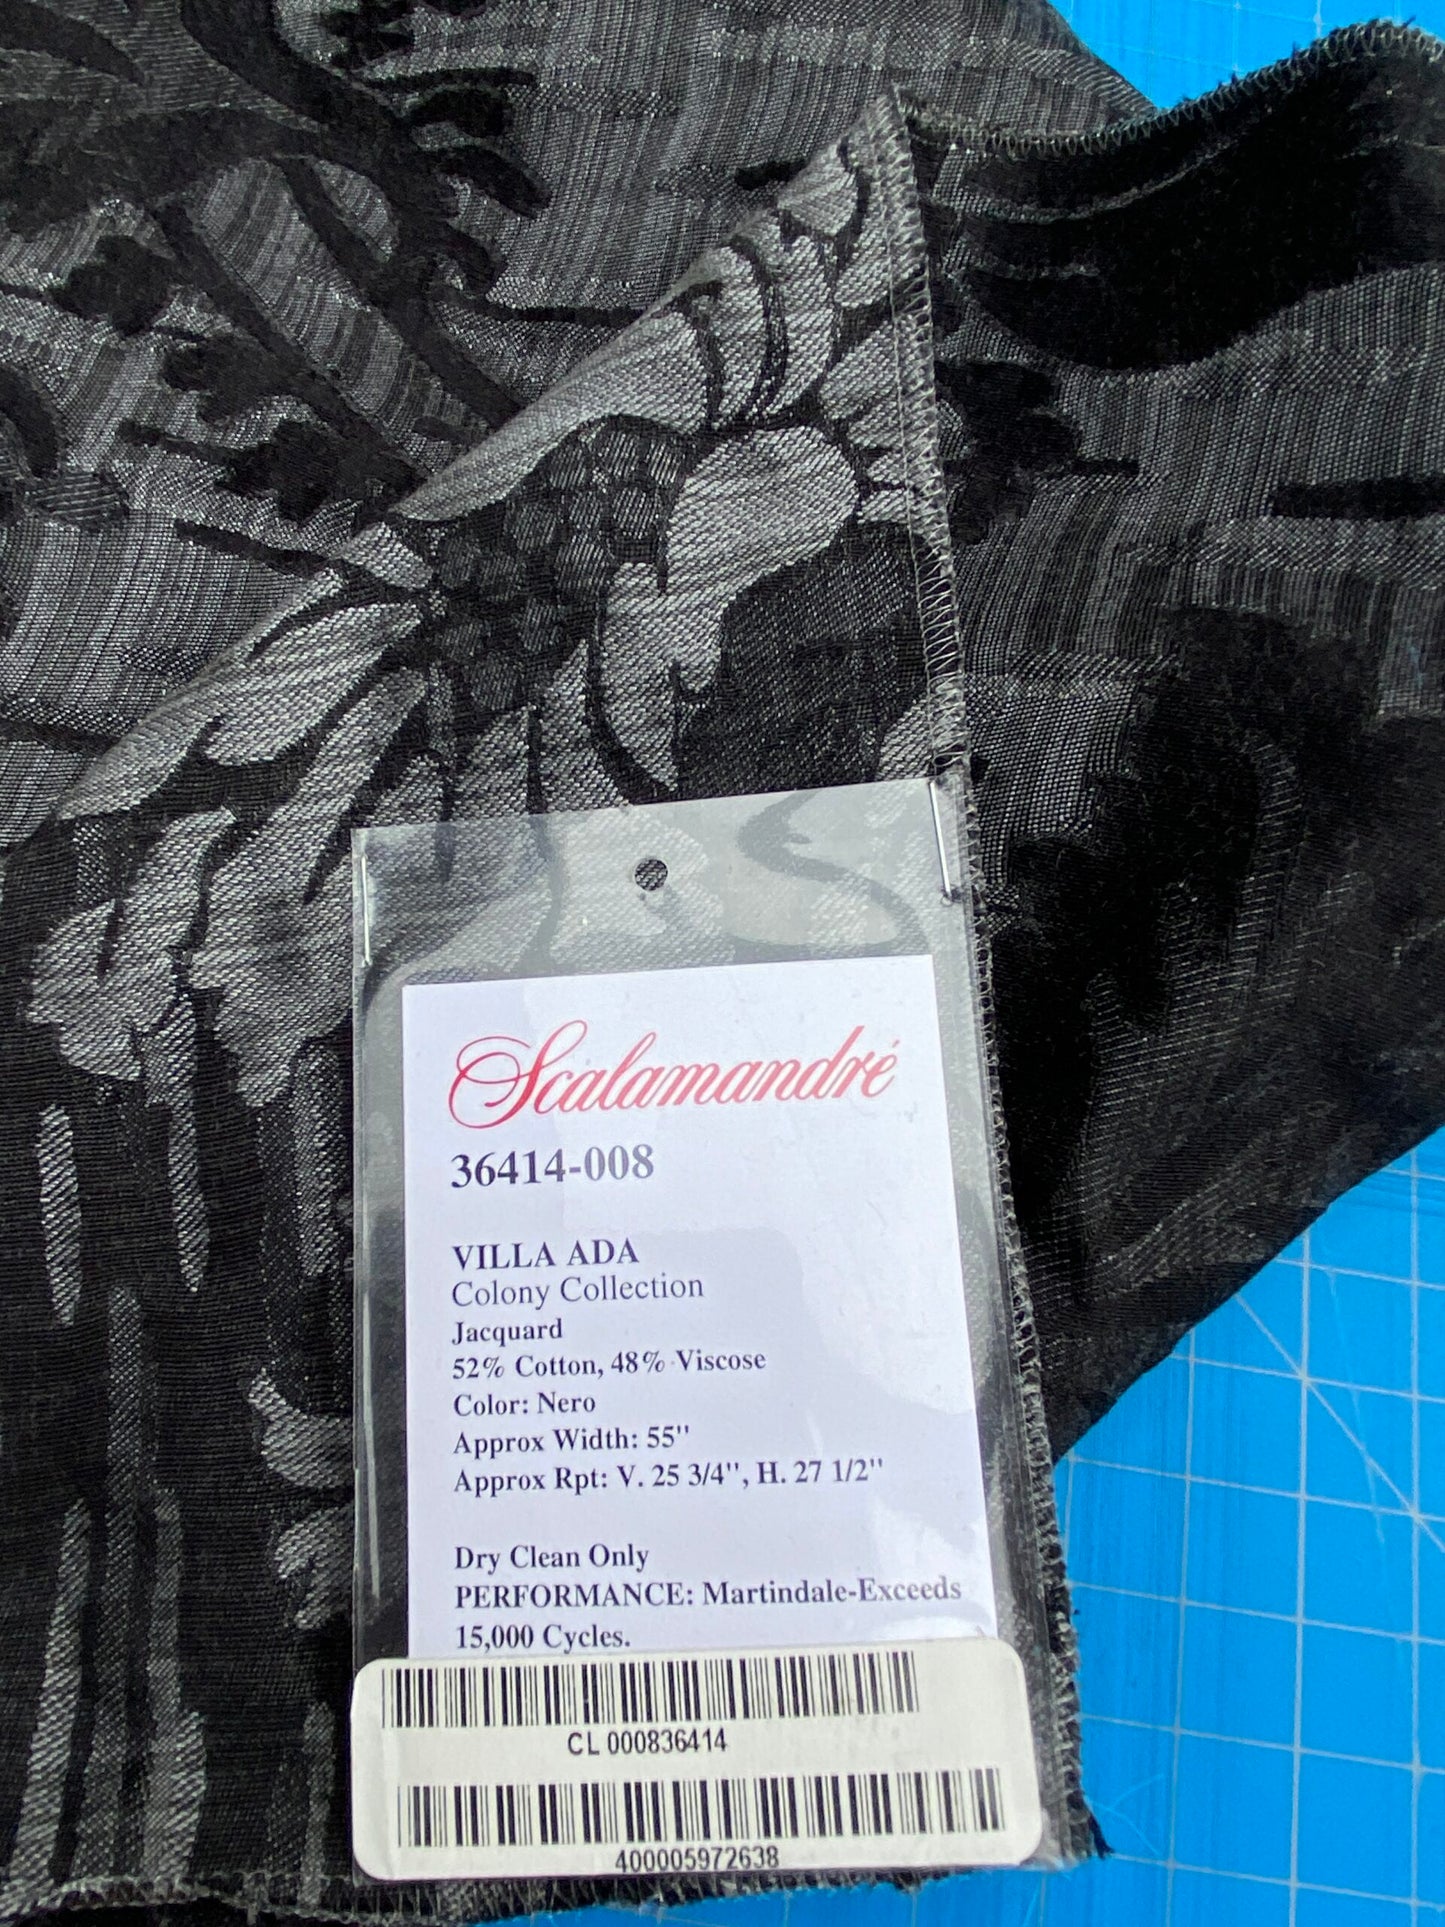 Scalamandré
36414-008
VILLA ADA
Colony Collection
Jacquard
52% Cotton, 48% Viscose
Color: Nero
Approx Width: 55"
Approx Rpt: V. 25 3/4", H. 27 1/2"
Dry Clean Only
PERFORMANCE: Martindale-Exceeds
15,000 Cycles.
CL 000836414
400005972638